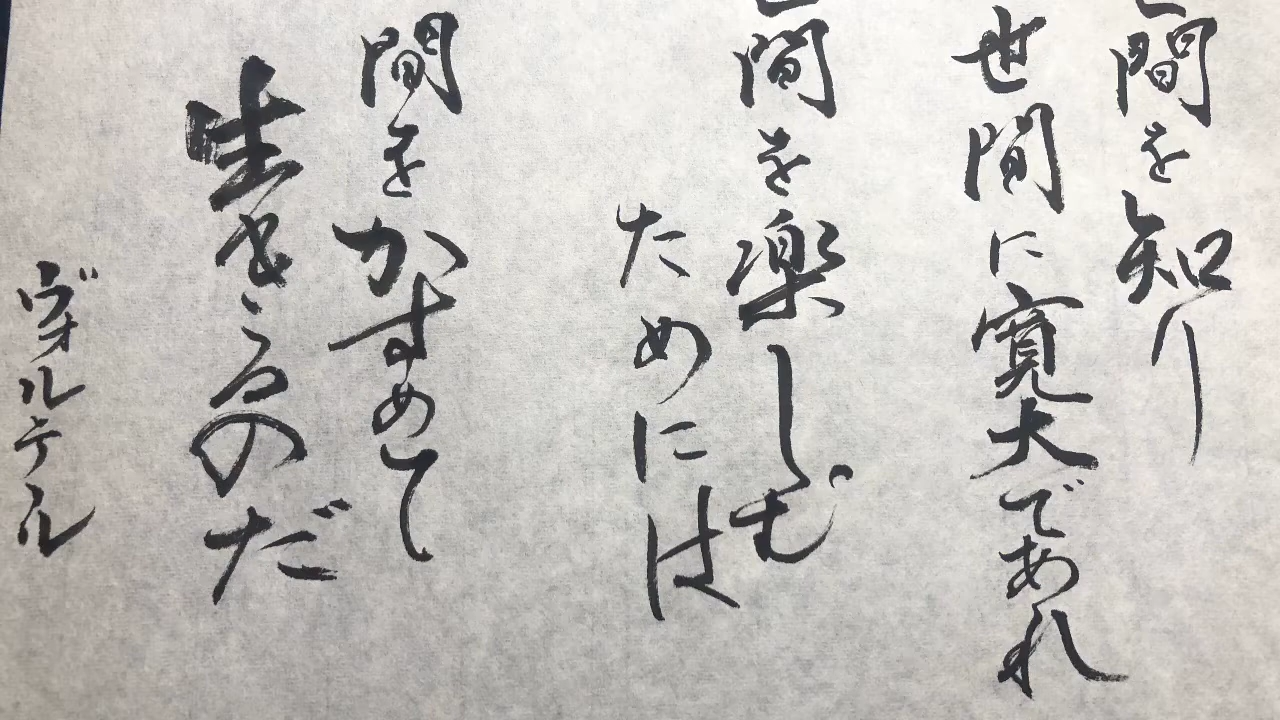 間を知り
世間に寛大であれ
間を楽しむ
ためには
間をかすめて
生きるのだ
ヴォルテール